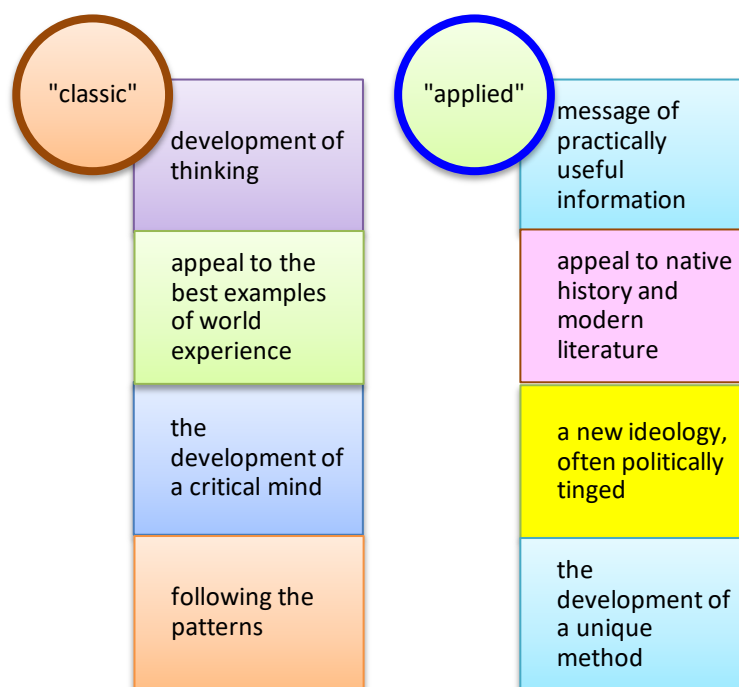 "classic"
development of
thinking
appeal to the
best examples
of world
experience
the
development of
a critical mind
following the
patterns
"applied"
message of
practically
useful
information
appeal to native
history and
modern
literature
a new ideology,
often politically
tinged
the
development of
a unique
method